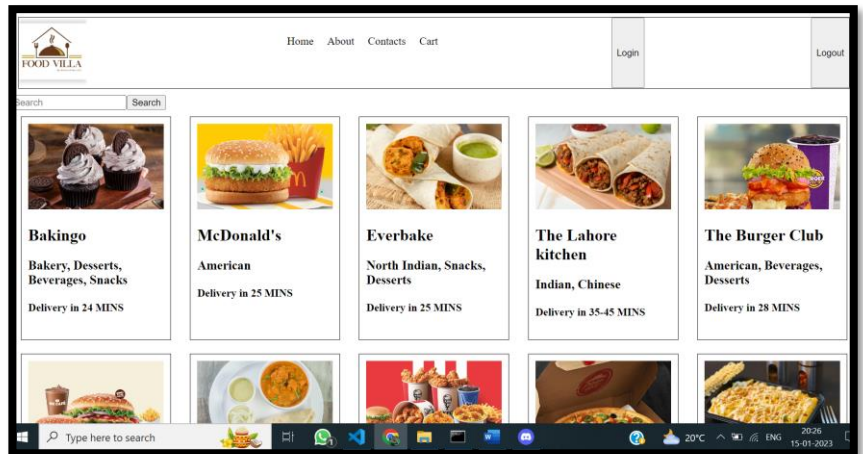 FOOD VILLA
Home About Contacts Cart
Login
Logout
Search
Search
Bakingo
Bakery, Desserts,
Beverages, Snacks
Delivery in 24 MINS
McDonald's
American
Delivery in 25 MINS
Everbake
North Indian, Snacks,
Desserts
Delivery in 25 MINS
The Lahore
kitchen
Indian, Chinese
Delivery in 35-45 MINS
The Burger Club
American, Beverages,
Desserts
Delivery in 28 MINS
Type here to search
20°C
ENG
20:26
15-01-2023